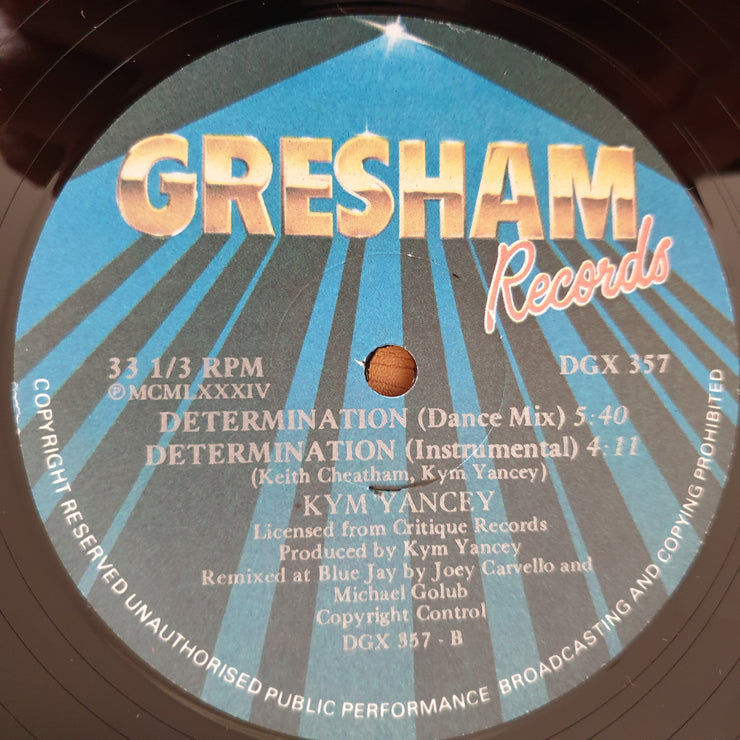 GRESHAM
Records
33 1/3 RPM
DGX 357
ⓅMCMLXXXIV
DETERMINATION (Dance Mix) 5:40
DETERMINATION (Instrumental) 4:11
(Keith Cheatham, Kym Yancey)
KYM YANCEY
Licensed from Critique Records
Produced by Kym Yancey
Remixed at Blue Jay by Joey Carvello and
Michael Golub
Copyright Control
DGX 357 - B
COPYRIGHT RESERVED UNAUTHORISED PUBLIC PERFORMANCE BROADCASTING AND COPYING PROHIBITED